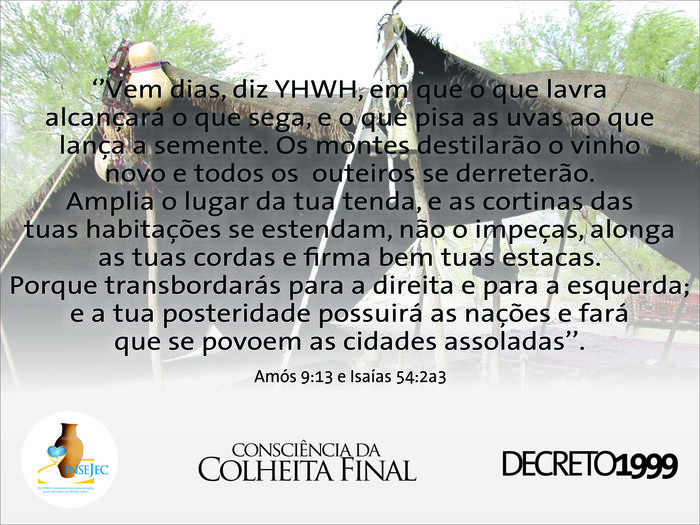 ‘’Vem dias, diz YHWH, em que o que lavra
alcançará o que sega, e o que pisa as uvas ao que
lança a semente. Os montes destilarão o vinho
novo e todos os outeiros se derreterão.
Amplia o lugar da tua tenda, e as cortinas das
tuas habitações se estendam, não o impeças, alonga
as tuas cordas e firma bem tuas estacas.
Porque transbordarás para a direita e para a esquerda;
e a tua posteridade possuirá as nações e fará
que se povoem as cidades assoladas’’.
Amós 9:13 e Isaías 54:2a3
INSEJEC
CONSCIÊNCIA DA
COLHEITA FINAL
DECRETO1999